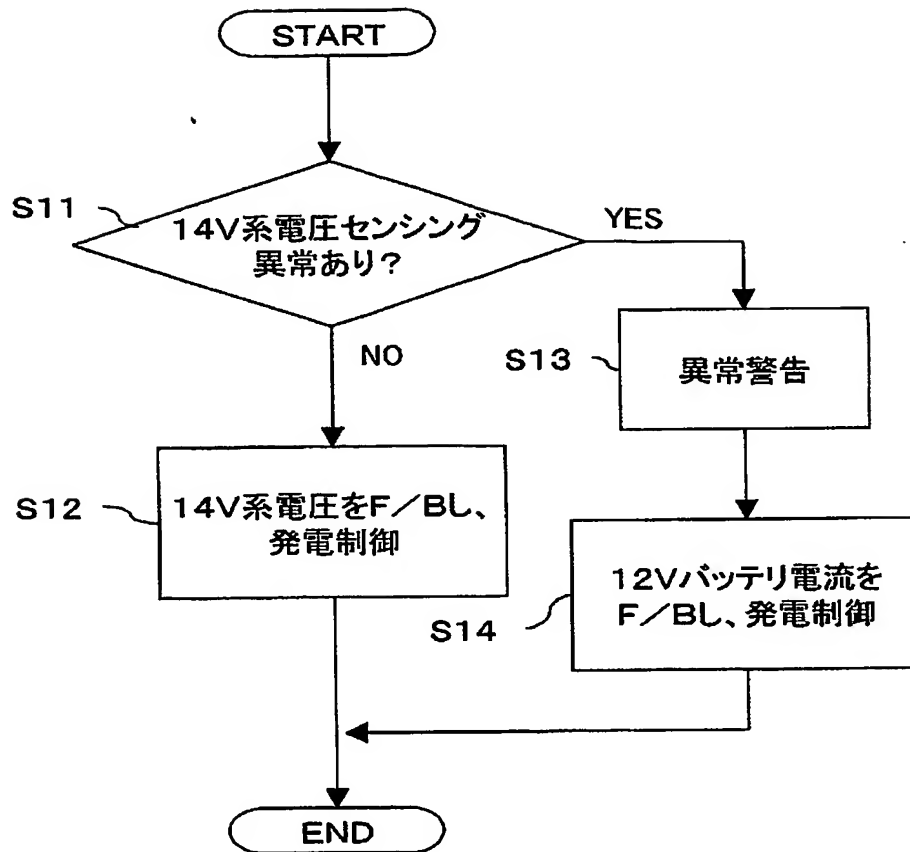 START
S11
14V系電圧センシング
異常あり?
YES
NO
S13
異常警告
S12
14V系電圧をF/Bし、
発電制御
S14
12Vバッテリ電流を
F/Bし、発電制御
END